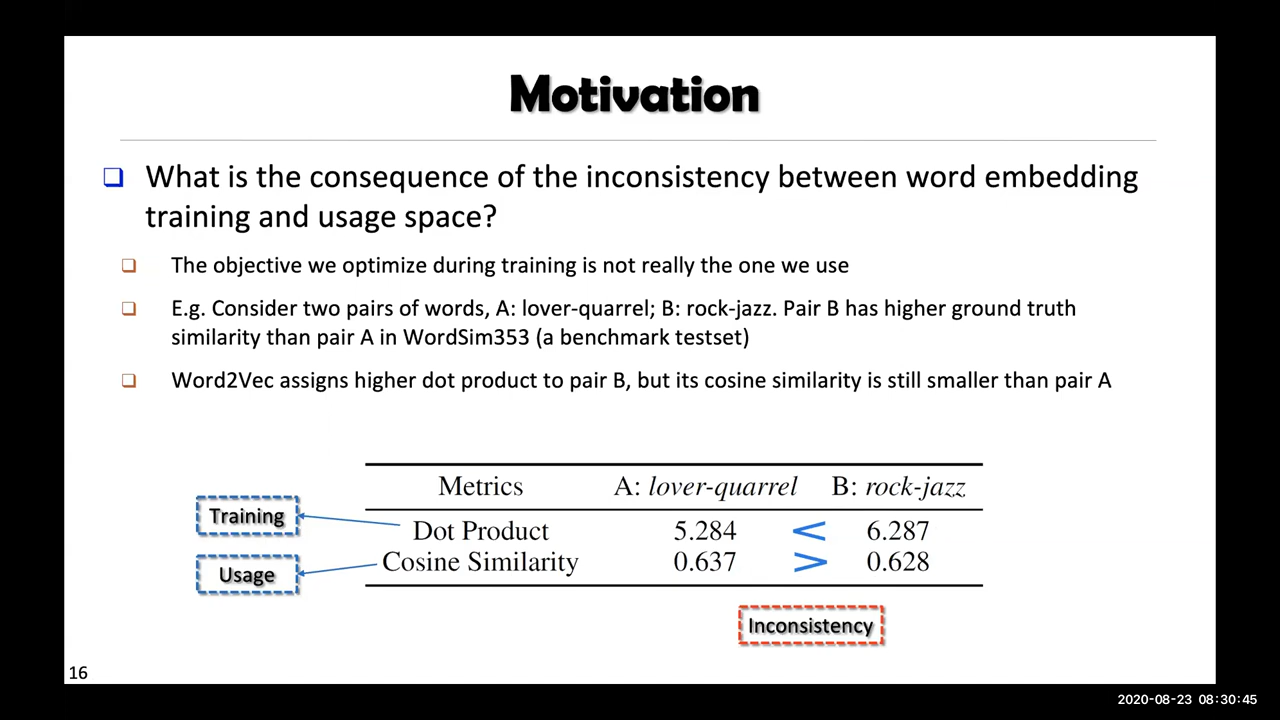 Motivation
What is the consequence of the inconsistency between word embedding
training and usage space?
The objective we optimize during training is not really the one we use
E.g. Consider two pairs of words, A: lover-quarrel; B: rock-jazz. Pair B has higher ground truth
similarity than pair A in WordSim353 (a benchmark testset)
Word2Vec assigns higher dot product to pair B, but its cosine similarity is still smaller than pair A
Metrics A: lover-quarrel B: rock-jazz
Training
Dot Product 5.284 < 6.287
Cosine Similarity 0.637 > 0.628
Usage
Inconsistency
16
2020-08-23 08:30:45